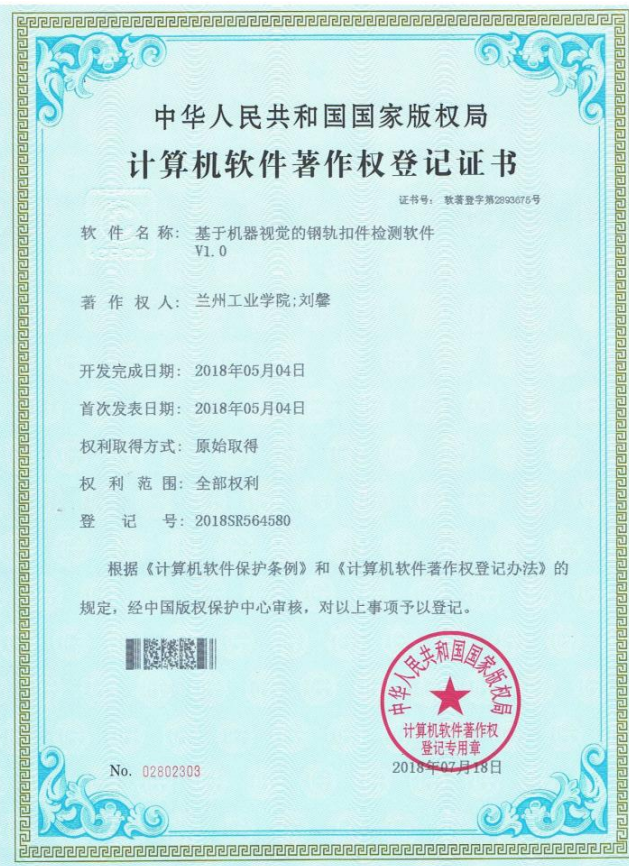 中华人民共和国国家版权局
计算机软件著作权登记证书
证书号： 软著登字第2893675号
软 件 名 称： 基于机器视觉的钢轨扣件检测软件
V1.0
著 作 权 人： 兰州工业学院;刘馨
开发完成日期： 2018年05月04日
首次发表日期： 2018年05月04日
权利取得方式： 原始取得
权 利 范 围： 全部权利
登 记 号： 2018SR564580
根据《计算机软件保护条例》和《计算机软件著作权登记办法》的
规定，经中国版权保护中心审核，对以上事项予以登记。
中华人民共和国国家版权局
计算机软件著作权
登记专用章
No. 02802303
2018年07月18日